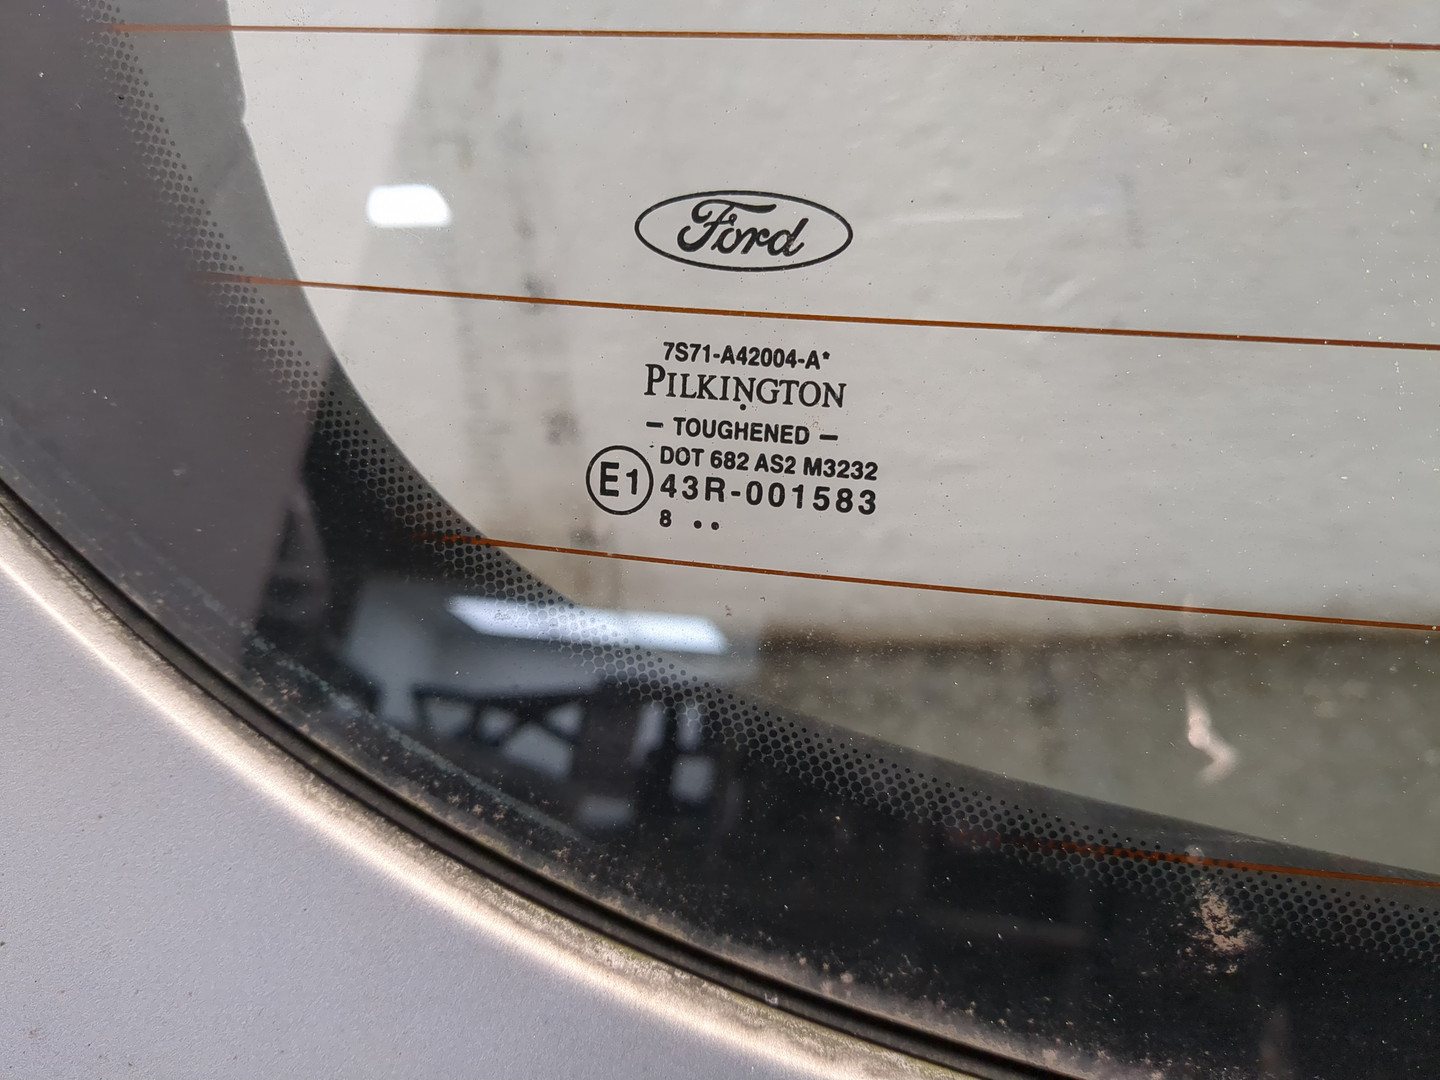 Ford
7S71-A42004-A*
PILKINGTON
- TOUGHENED -
DOT 682 AS2 M3232
E1 43R-001583
8 ••